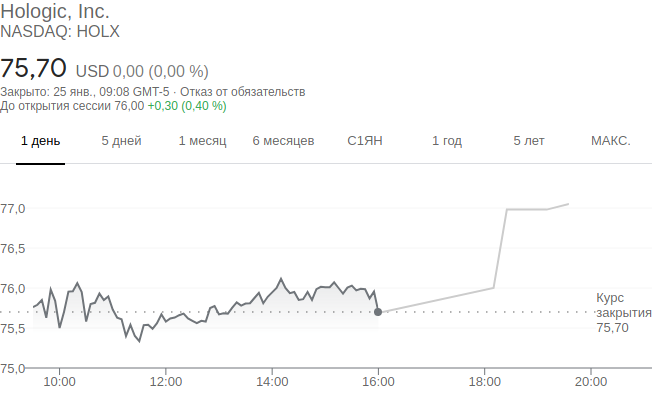 Hologic, Inc.
NASDAQ: HOLX
75,70 USD 0,00 (0,00 %)
Закрыто: 25 янв., 09:08 GMT-5 · Отказ от обязательств
До открытия сессии 76,00 +0,30 (0,40 %)
1 день 5 дней 1 месяц 6 месяцев С1ЯН 1 год 5 лет МАКС.
77,0
76,5
76,0
75,5
75,0
Курс
закрытия
75,70
10:00 12:00 14:00 16:00 18:00 20:00